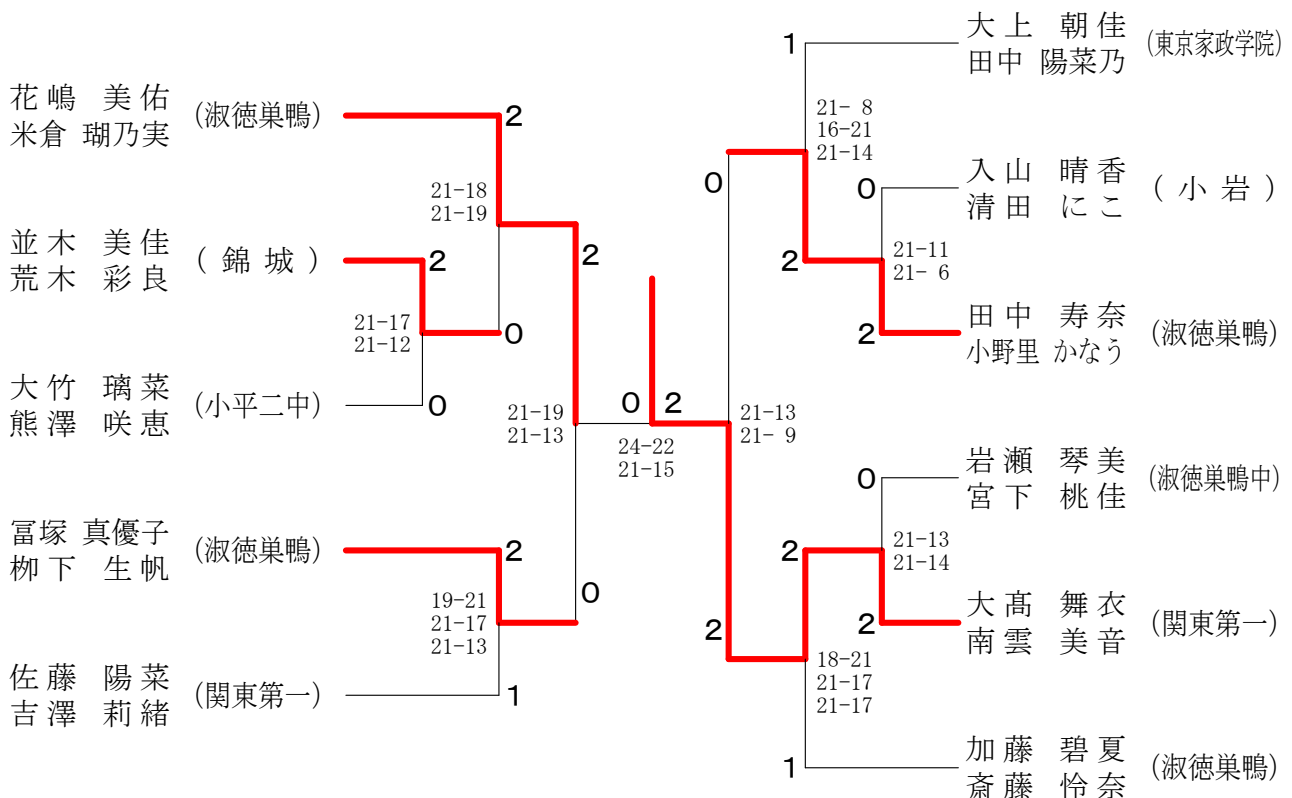 花嶋 美佑
米倉 瑚乃実
(淑徳巣鴨)
2
21-18
21-19
並木 美佳
荒木 彩良
(錦城)
2
21-17
21-12
0
大竹 璃菜
熊澤 咲恵
(小平二中)
0
2
21-19
21-13
冨塚 真優子
栁下 生帆
(淑徳巣鴨)
2
19-21
21-17
21-13
0
佐藤 陽菜
吉澤 莉緒
(関東第一)
1
0
2
24-22
21-15
1
大上 朝佳
田中 陽菜乃
(東京家政学院)
21- 8
16-21
21-14
0
0
入山 晴香
清田 にこ
(小岩)
2
21-11
21- 6
2
田中 寿奈
小野里 かなう
(淑徳巣鴨)
21-13
21- 9
0
岩瀬 琴美
宮下 桃佳
(淑徳巣鴨中)
2
21-13
21-14
2
大髙 舞衣
南雲 美音
(関東第一)
2
18-21
21-17
21-17
1
加藤 碧夏
斎藤 怜奈
(淑徳巣鴨)